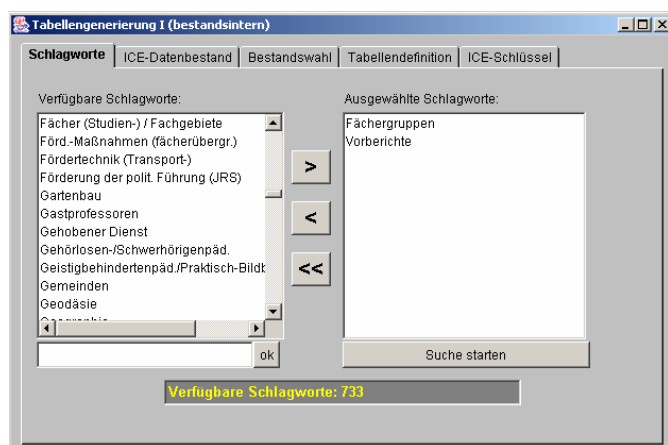 Tabellengenerierung I (bestandsintern)
Schlagworte ICE-Datenbestand Bestandswahl Tabellendefinition ICE-Schlüssel
Verfügbare Schlagworte:
Fächer (Studien-) / Fachgebiete
Förd.-Maßnahmen (fächerübergr.)
Fördertechnik (Transport-)
Förderung der polit. Führung (JRS)
Gartenbau
Gastprofessoren
Gehobener Dienst
Gehörlosen-/Schwerhörigenpäd.
Geistigbehindertenpäd./Praktisch-Bildb
Gemeinden
Geodäsie
ok
>
<
<<
Ausgewählte Schlagworte:
Fächergruppen
Vorberichte
Suche starten
Verfügbare Schlagworte: 733